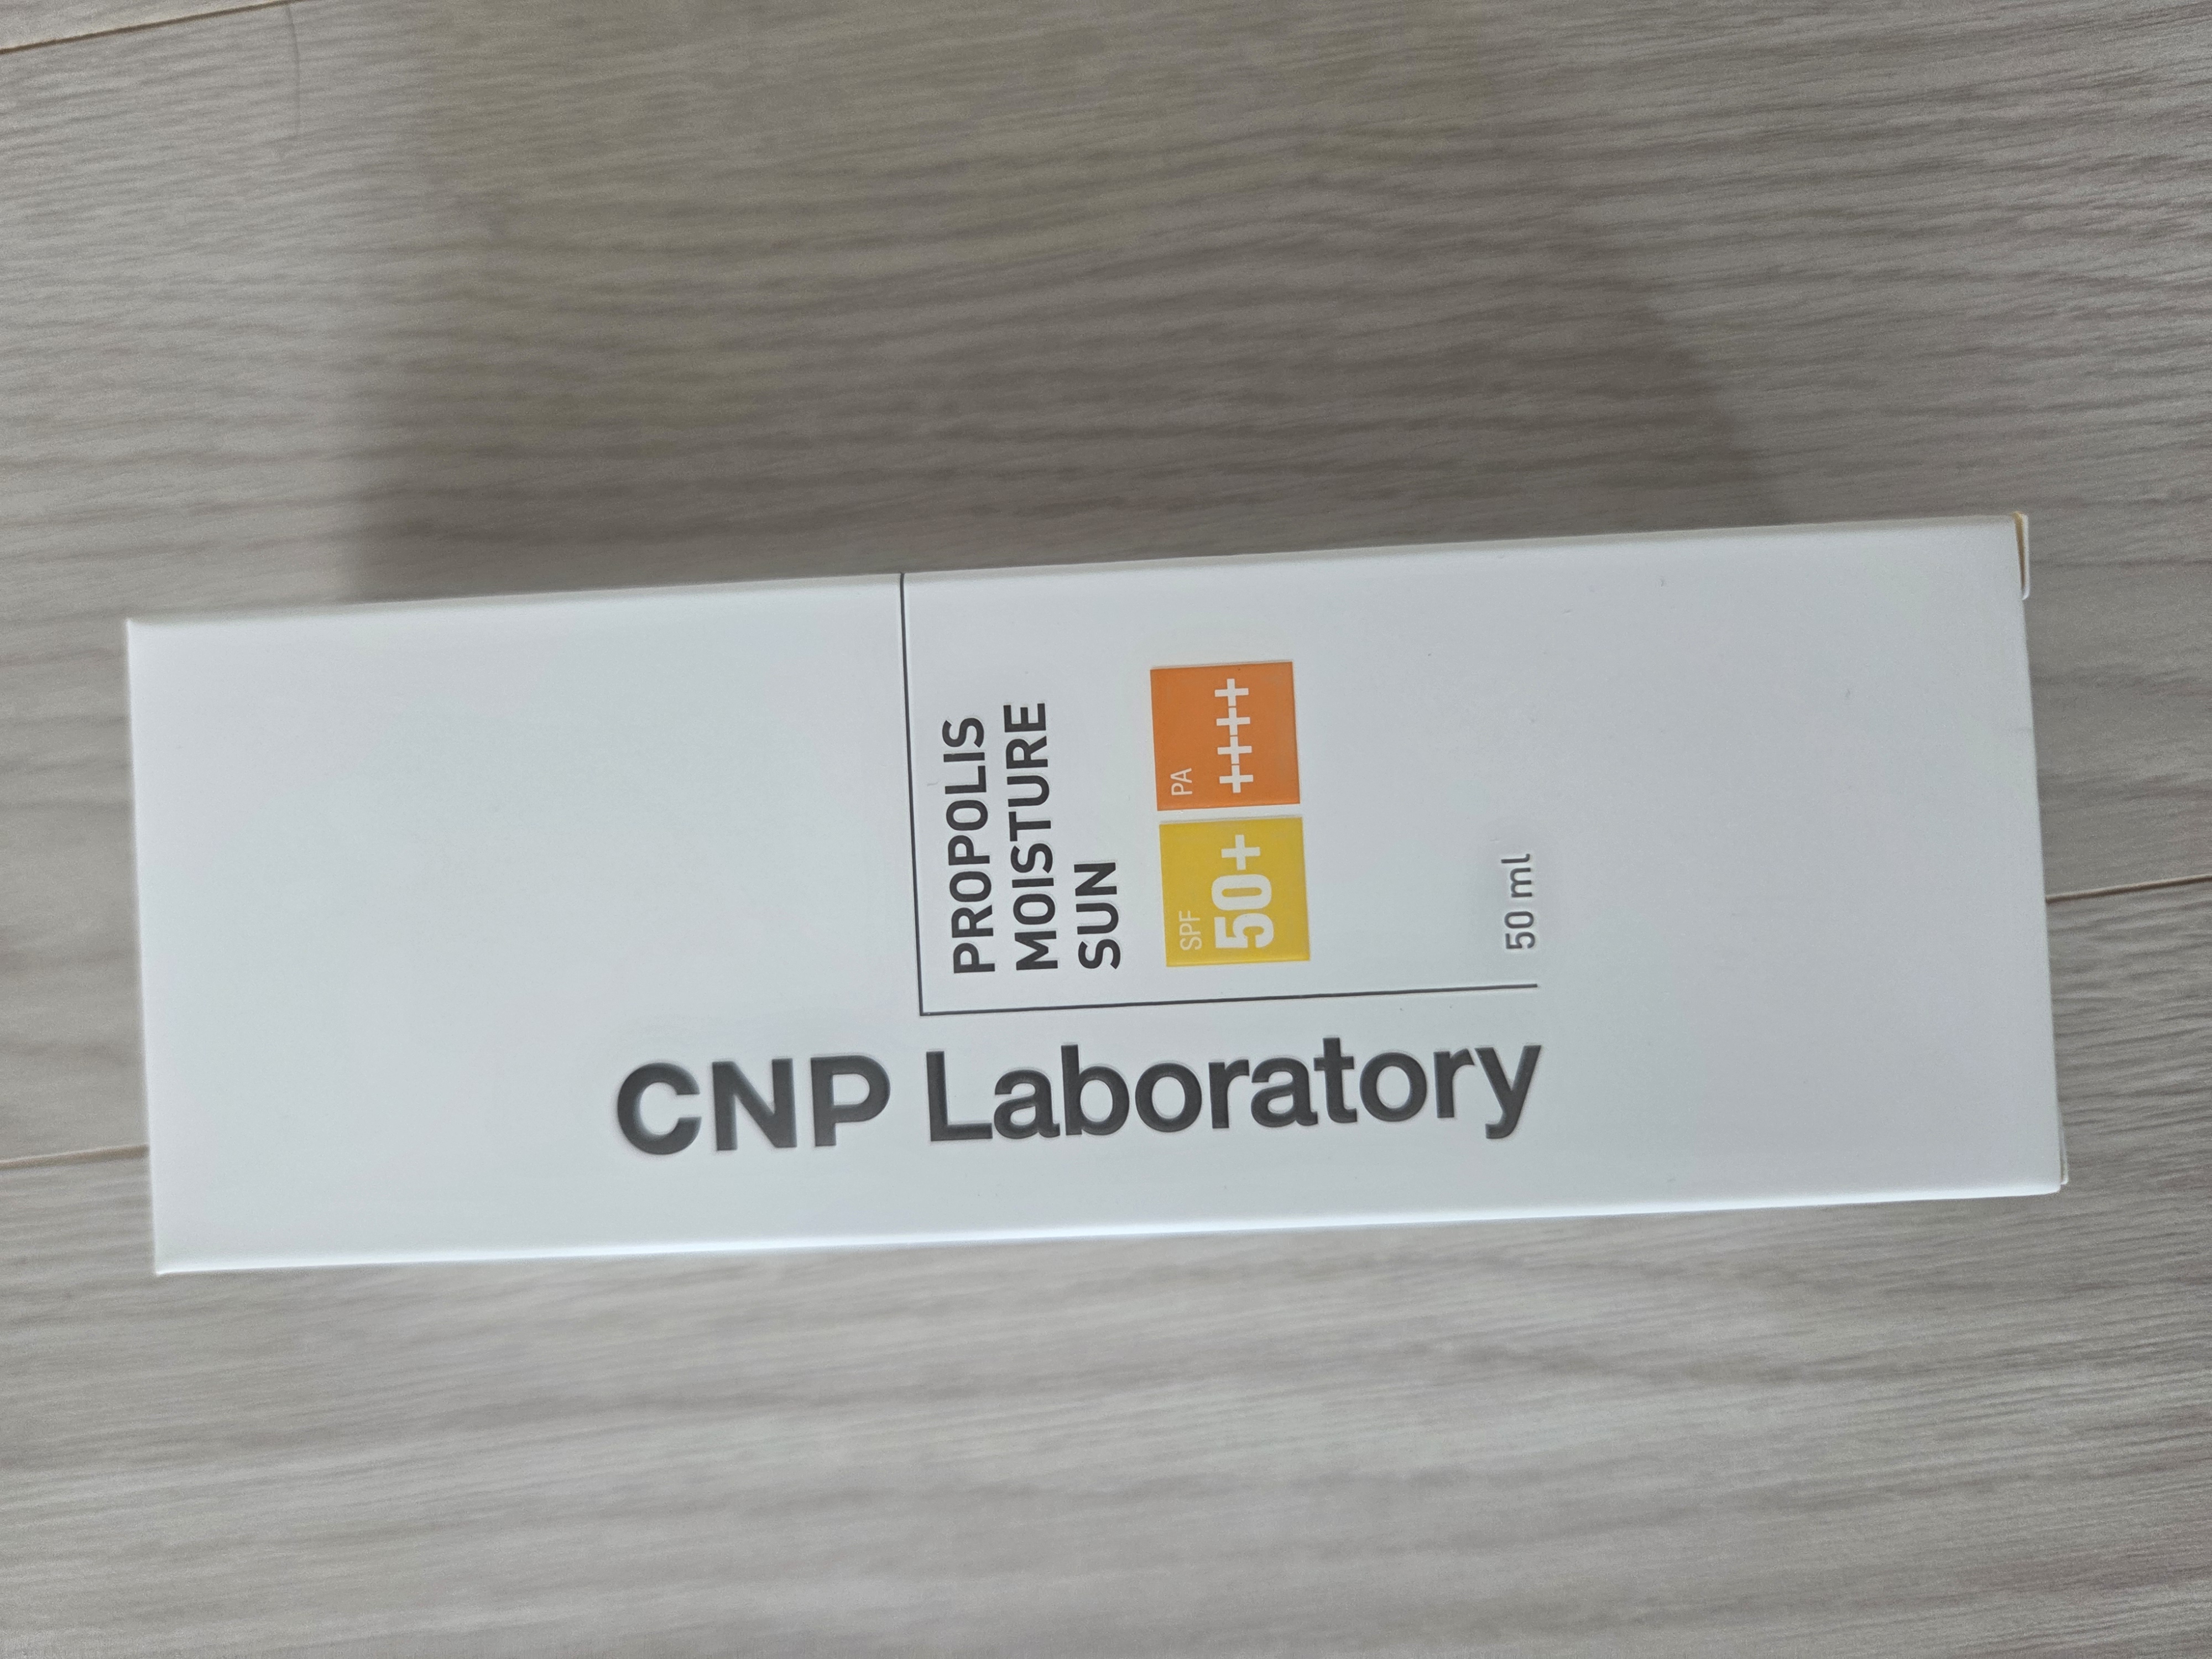 PROPOLIS
MOISTURE
SUN
SPF
50+
PA
++++
50 ml
CNP Laboratory